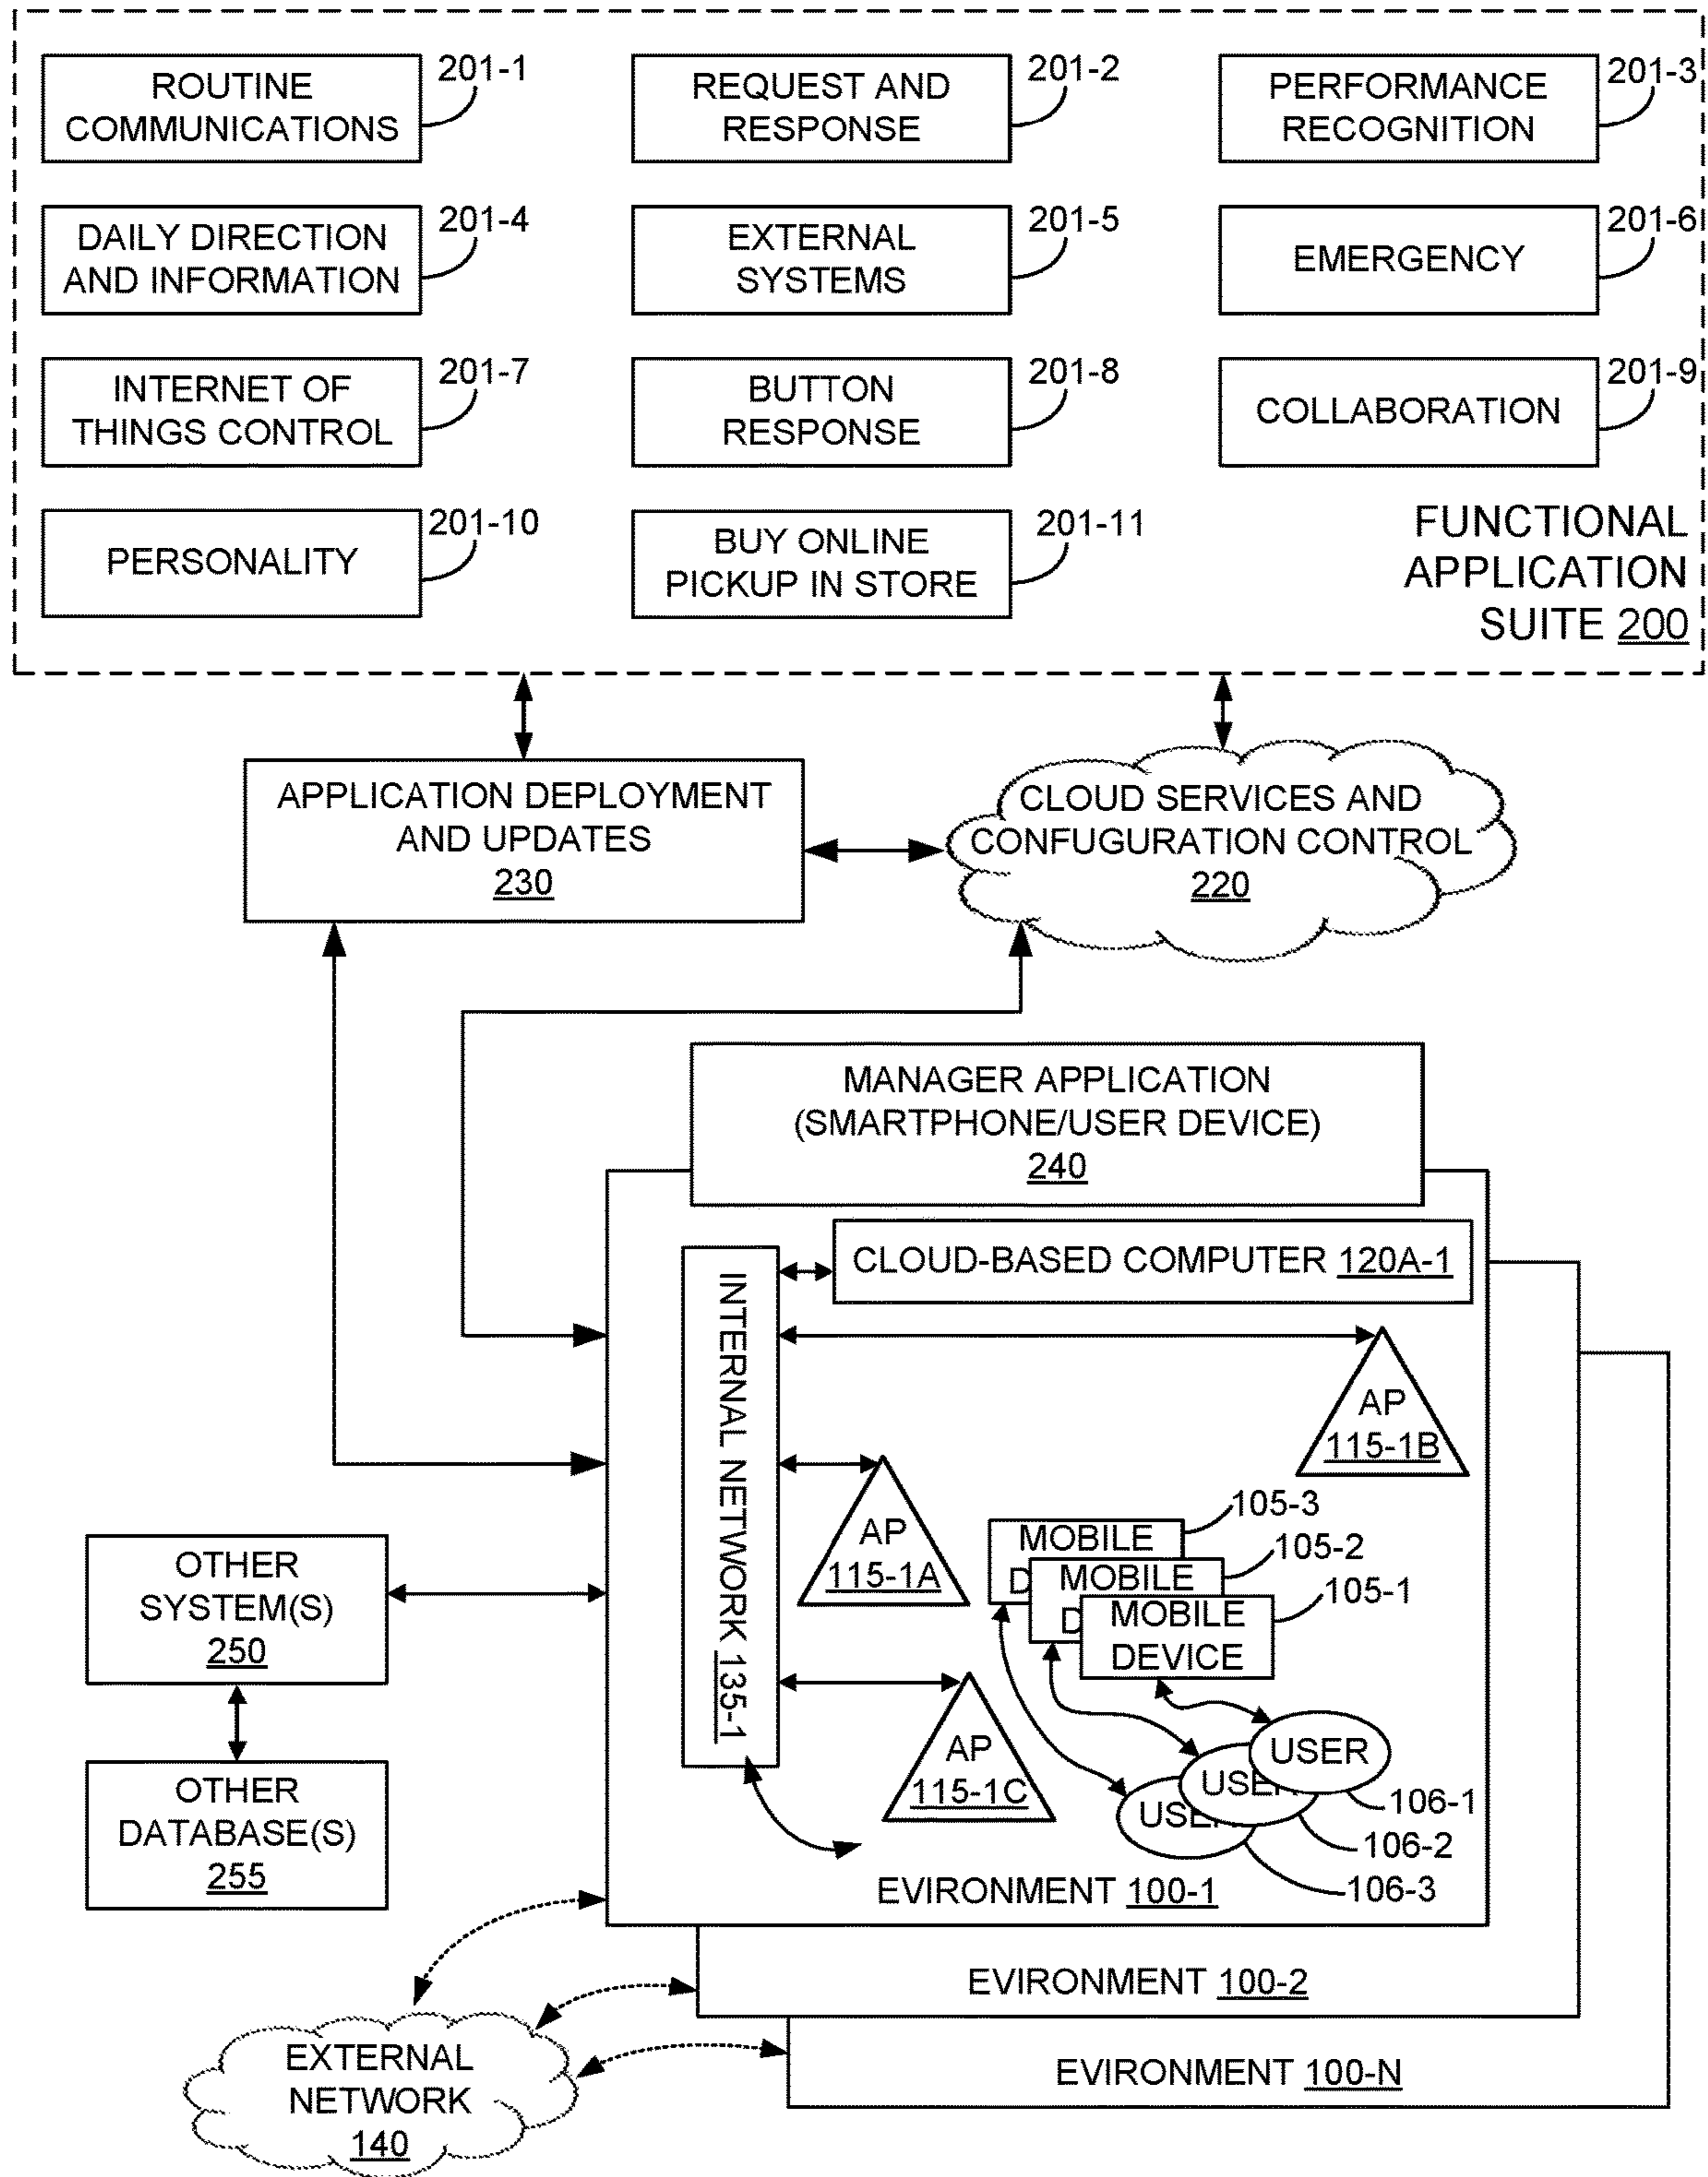 ROUTINE
COMMUNICATIONS
201-1
REQUEST AND
RESPONSE
201-2
PERFORMANCE
RECOGNITION
201-3
DAILY DIRECTION
AND INFORMATION
201-4
EXTERNAL
SYSTEMS
201-5
EMERGENCY
201-6
INTERNET OF
THINGS CONTROL
201-7
BUTTON
RESPONSE
201-8
COLLABORATION
201-9
PERSONALITY
201-10
BUY ONLINE
PICKUP IN STORE
201-11
FUNCTIONAL
APPLICATION
SUITE 200
APPLICATION DEPLOYMENT
AND UPDATES
230
CLOUD SERVICES AND
CONFUGURATION CONTROL
220
MANAGER APPLICATION
(SMARTPHONE/USER DEVICE)
240
CLOUD-BASED COMPUTER 120A-1
INTERNAL NETWORK 135-1
AP
115-1B
AP
115-1A
AP
115-1C
MOBILE
D
105-3
MOBILE
D
105-2
MOBILE
DEVICE
105-1
USER
USER
USER
106-1
106-2
106-3
EVIRONMENT 100-1
EVIRONMENT 100-2
EVIRONMENT 100-N
OTHER
SYSTEM(S)
250
OTHER
DATABASE(S)
255
EXTERNAL
NETWORK
140